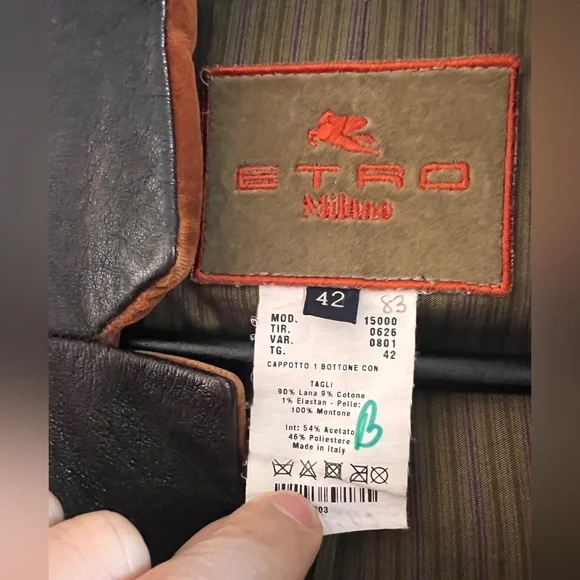 ETRO
Milano
42
83
MOD. 15000
TIR. 0626
VAR. 0801
TG. 42
CAPPOTTO 1 BOTTONE CON
TAGLI
90% Lana 9% Cotone
1% Elastan - Pelle:
100% Montone
B
Int: 54% Acetato
46% Poliestere
Made in Italy
003